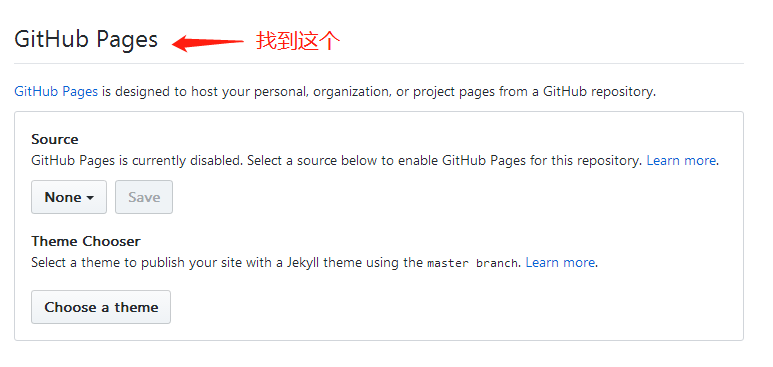 GitHub Pages 找到这个
GitHub Pages is designed to host your personal, organization, or project pages from a GitHub repository.
Source
GitHub Pages is currently disabled. Select a source below to enable GitHub Pages for this repository. Learn more.
None Save
Theme Chooser
Select a theme to publish your site with a Jekyll theme using the master branch. Learn more.
Choose a theme